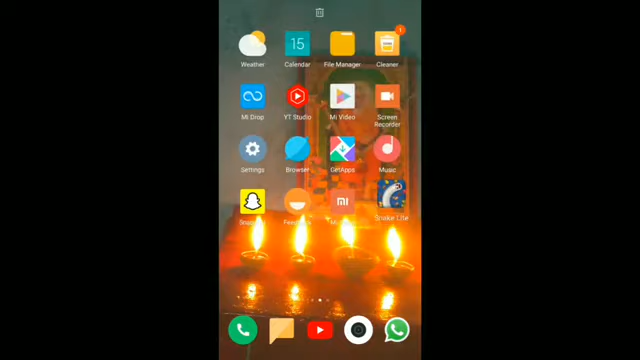 15
1
Weather
Calendar
File Manager
Cleaner
Mi Drop
YT Studio
Mi Video
Screen
Recorder
Settings
Browser
GetApps
Music
Snake Lite